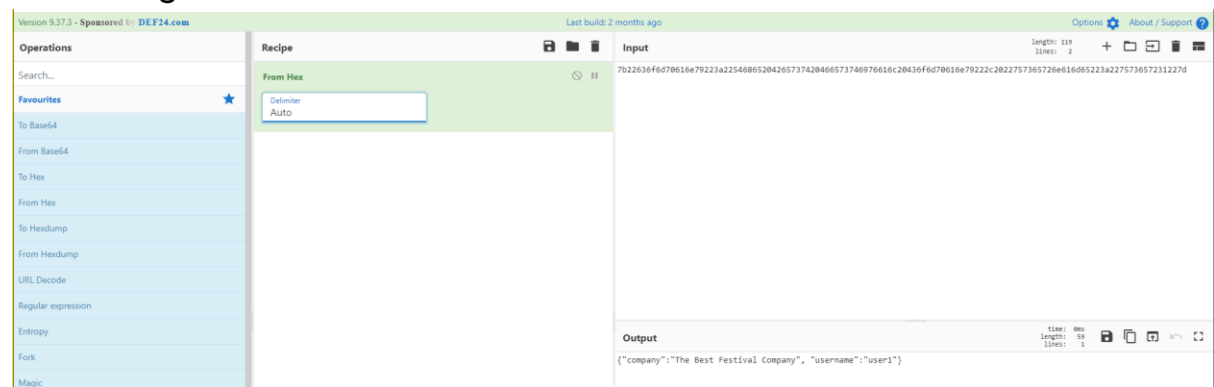 Version 9.37.3 - Sponsored by DEF24.com
Last build: 2 months ago
Options
About / Support
Operations
Search...
Favourites
To Base64
From Base64
To Hex
From Hex
To Hexdump
From Hexdump
URL Decode
Regular expression
Entropy
Fork
Magic
Recipe
From Hex
Delimiter
Auto
Input
length: 119
lines: 2
7b22636f6d70616e79223a22546865204265737420466573746976616c20436f6d70616e79222c2022757365726e616d65223a227573657231227d
Output
time: 0ms
length: 59
lines: 1
{"company":"The Best Festival Company", "username":"user1"}